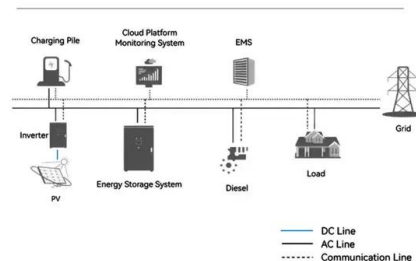 Charging Pile
Cloud Platform
Monitoring System
EMS
Grid
Inverter
PV
Energy Storage System
Diesel
Load
DC Line
AC Line
Communication Line